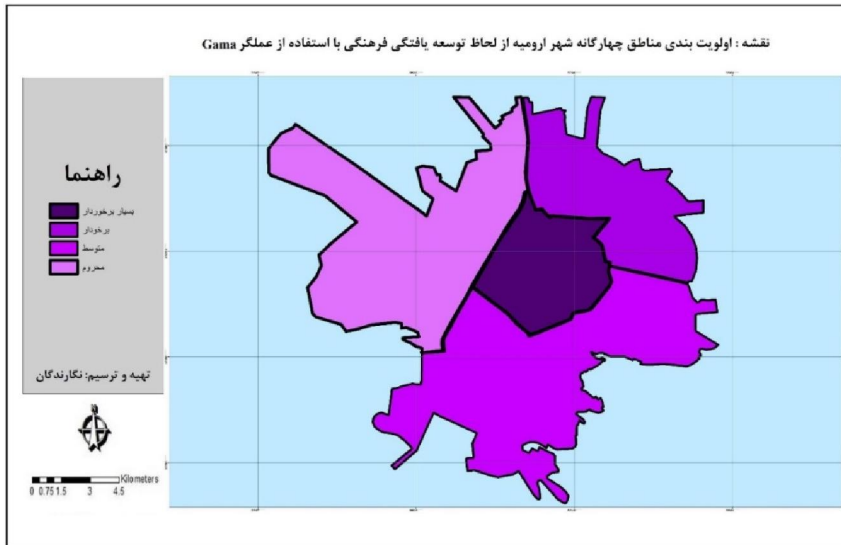 نقشه : اولویت بندی مناطق چهارگانه شهر ارومیه از لحاظ توسعه یافتگی فرهنگی با استفاده از عملگر Gama
راهنما
بسیار برخوردار
برخودار
متوسط
محروم
تهیه و ترسیم: نگارندگان
Kilometers
0 0.75 1.5 3 4.5